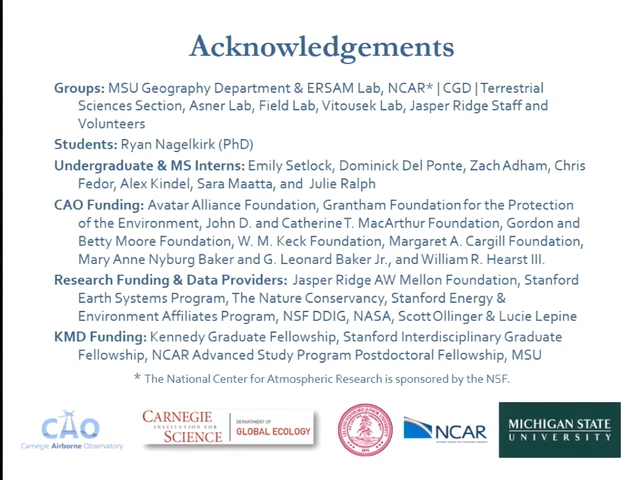 Acknowledgements
Groups: MSU Geography Department & ERSAM Lab, NCAR* | CGD | Terrestrial
Sciences Section, Asner Lab, Field Lab, Vitousek Lab, Jasper Ridge Staff and
Volunteers
Students: Ryan Nagelkirk (PhD)
Undergraduate & MS Interns: Emily Setlock, Dominick Del Ponte, Zach Adham, Chris
Fedor, Alex Kindel, Sara Maatta, and Julie Ralph
CAO Funding: Avatar Alliance Foundation, Grantham Foundation for the Protection
of the Environment, John D. and Catherine T. MacArthur Foundation, Gordon and
Betty Moore Foundation, W. M. Keck Foundation, Margaret A. Cargill Foundation,
Mary Anne Nyburg Baker and G. Leonard Baker Jr., and William R. Hearst III.
Research Funding & Data Providers: Jasper Ridge AW Mellon Foundation, Stanford
Earth Systems Program, The Nature Conservancy, Stanford Energy &
Environment Affiliates Program, NSF DDIG, NASA, Scott Ollinger & Lucie Lepine
KMD Funding: Kennedy Graduate Fellowship, Stanford Interdisciplinary Graduate
Fellowship, NCAR Advanced Study Program Postdoctoral Fellowship, MSU
* The National Center for Atmospheric Research is sponsored by the NSF.
CAO
Carnegie Airborne Observatory
CARNEGIE
INSTITUTION FOR
SCIENCE
DEPARTMENT OF
GLOBAL ECOLOGY
NCAR
MICHIGAN STATE
UNIVERSITY